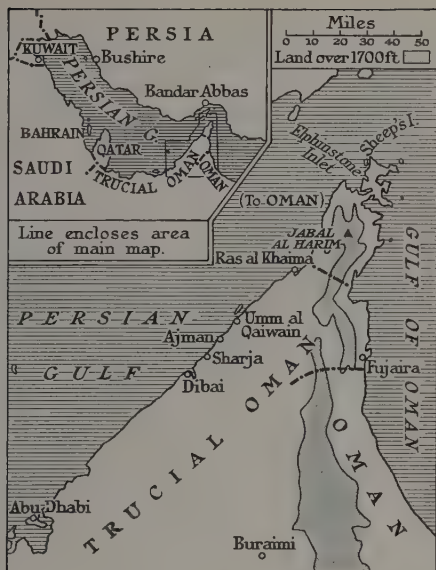 PERSIA
KUWAIT
Bushire
PERSIAN G.
Bandar Abbas
BAHRAIN
QATAR
SAUDI
ARABIA
TRUCIAL OMAN
OMAN
Line encloses area
of main map.
Miles
0 10 20 30 40 50
Land over 1700ft
Elphinstone
Inlet
Sheep's I.
(To OMAN)
JABAL
AL HARIM
Ras al Khaima
GULF OF OMAN
PERSIAN
GULF
Umm al
Qaiwain
Ajman
Sharja
Dibai
Fujaira
TRUCIAL OMAN
OMAN
Abu Dhabi
Buraimi